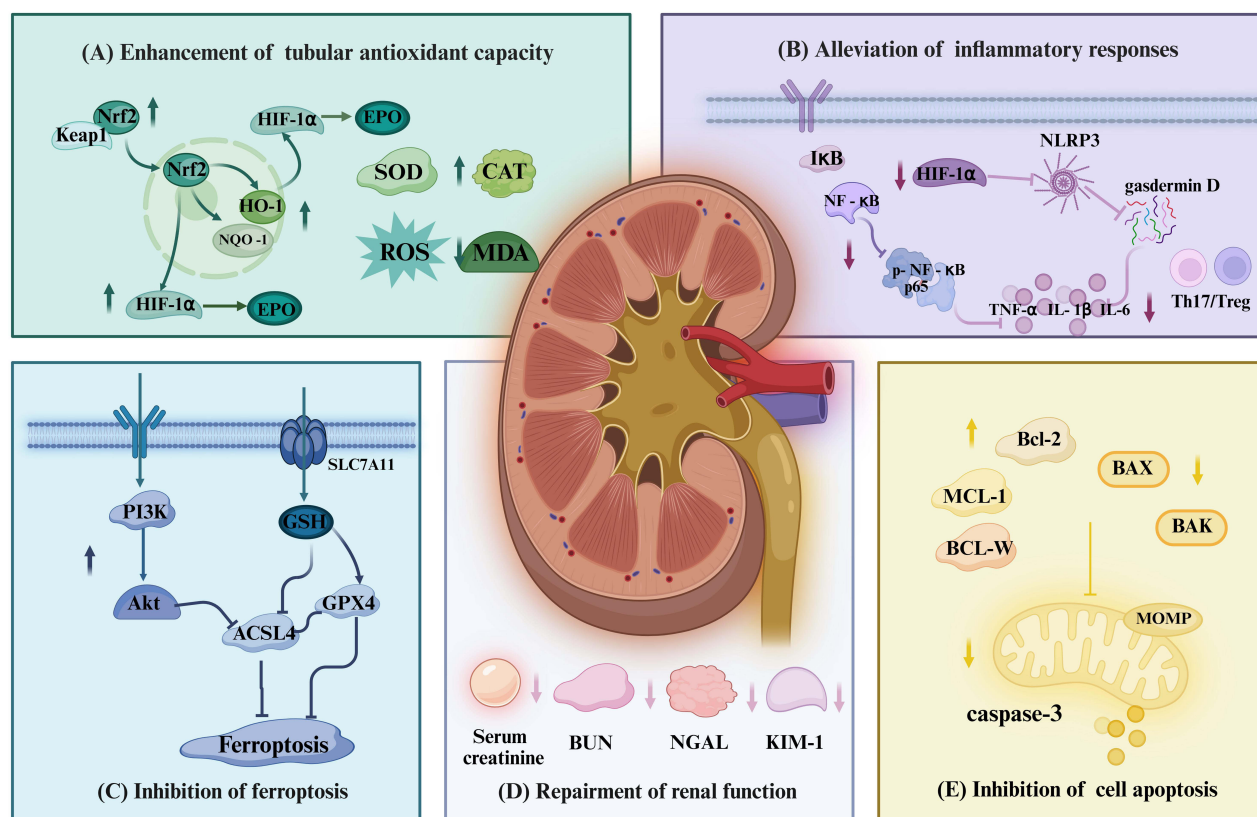 (A) Enhancement of tubular antioxidant capacity
Nrf2
Keap1
Nrf2
HO-1
NQO -1
HIF-1α
EPO
HIF-1α
EPO
SOD
CAT
ROS
MDA
(B) Alleviation of inflammatory responses
IκB
NF - κB
HIF-1α
NLRP3
gasdermin D
p- NF - κB
p65
TNF-α IL- 1β IL-6
Th17/Treg
SLC7A11
PI3K
GSH
Akt
GPX4
ACSL4
Ferroptosis
(C) Inhibition of ferroptosis
Serum
creatinine
BUN
NGAL
KIM-1
(D) Repairment of renal function
Bcl-2
MCL-1
BCL-W
BAX
BAK
MOMP
caspase-3
(E) Inhibition of cell apoptosis